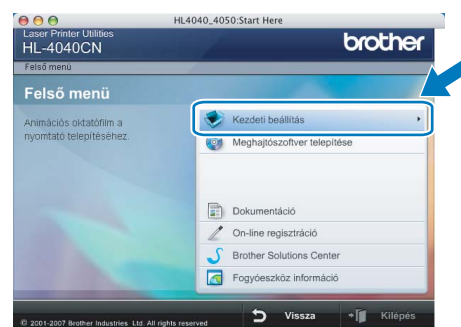 HL4040_4050:Start Here
Laser Printer Utilities
HL-4040CN
brother
Felső menü
Felső menü
Animációs oktatófilm a
nyomtató telepítéséhez.
Kezdeti beállítás
Meghajtószoftver telepítése
Dokumentáció
On-line regisztráció
Brother Solutions Center
Fogyóeszköz információ
© 2001-2007 Brother Industries Ltd. All rights reserved
Vissza
Kilépés